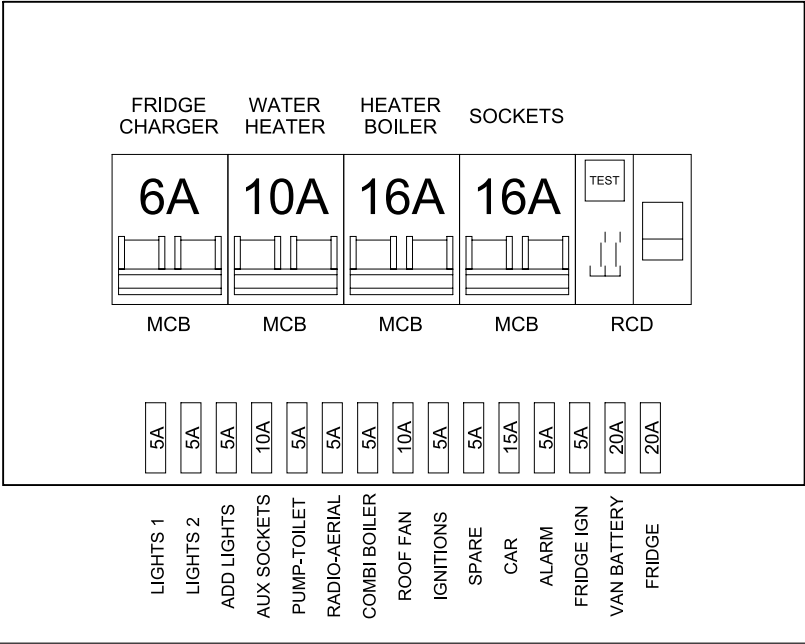 FRIDGE
CHARGER
WATER
HEATER
HEATER
BOILER
SOCKETS
6A
10A
16A
16A
TEST
MCB
MCB
MCB
MCB
RCD
5A
5A
5A
10A
5A
5A
5A
10A
5A
5A
15A
5A
5A
20A
20A
LIGHTS 1
LIGHTS 2
ADD LIGHTS
AUX SOCKETS
PUMP-TOILET
RADIO-AERIAL
COMBI BOILER
ROOF FAN
IGNITIONS
SPARE
CAR
ALARM
FRIDGE IGN
VAN BATTERY
FRIDGE